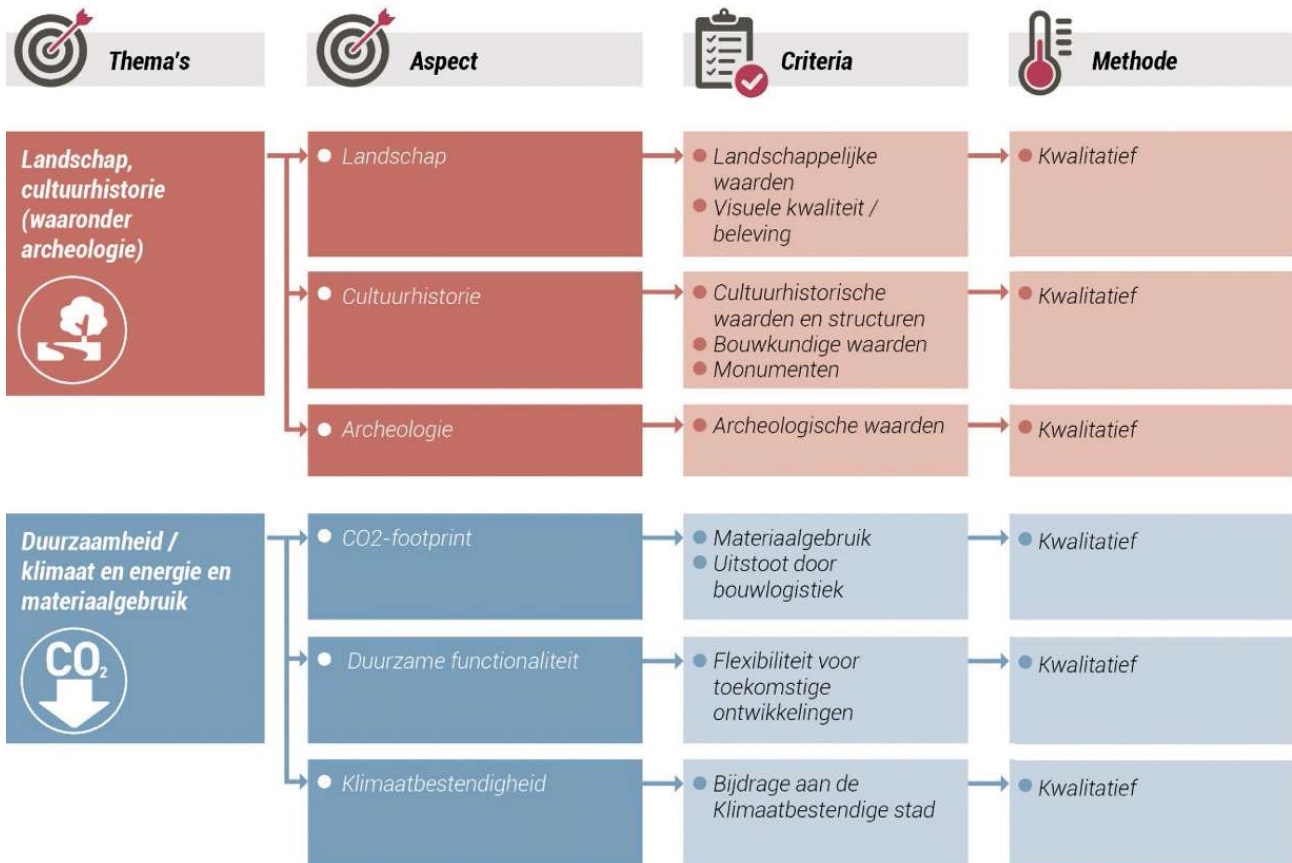 Thema's
Aspect
Criteria
Methode
Landschap,
cultuurhistorie
(waaronder
archeologie)
Landschap
Landschappelijke
waarden
Visuele kwaliteit /
beleving
Kwalitatief
Cultuurhistorie
Cultuurhistorische
waarden en structuren
Bouwkundige waarden
Monumenten
Kwalitatief
Archeologie
Archeologische waarden
Kwalitatief
Duurzaamheid /
klimaat en energie en
materiaalgebruik
CO₂
CO2-footprint
Materiaalgebruik
Uitstoot door
bouwlogistiek
Kwalitatief
Duurzame functionaliteit
Flexibiliteit voor
toekomstige
ontwikkelingen
Kwalitatief
Klimaatbestendigheid
Bijdrage aan de
Klimaatbestendige stad
Kwalitatief